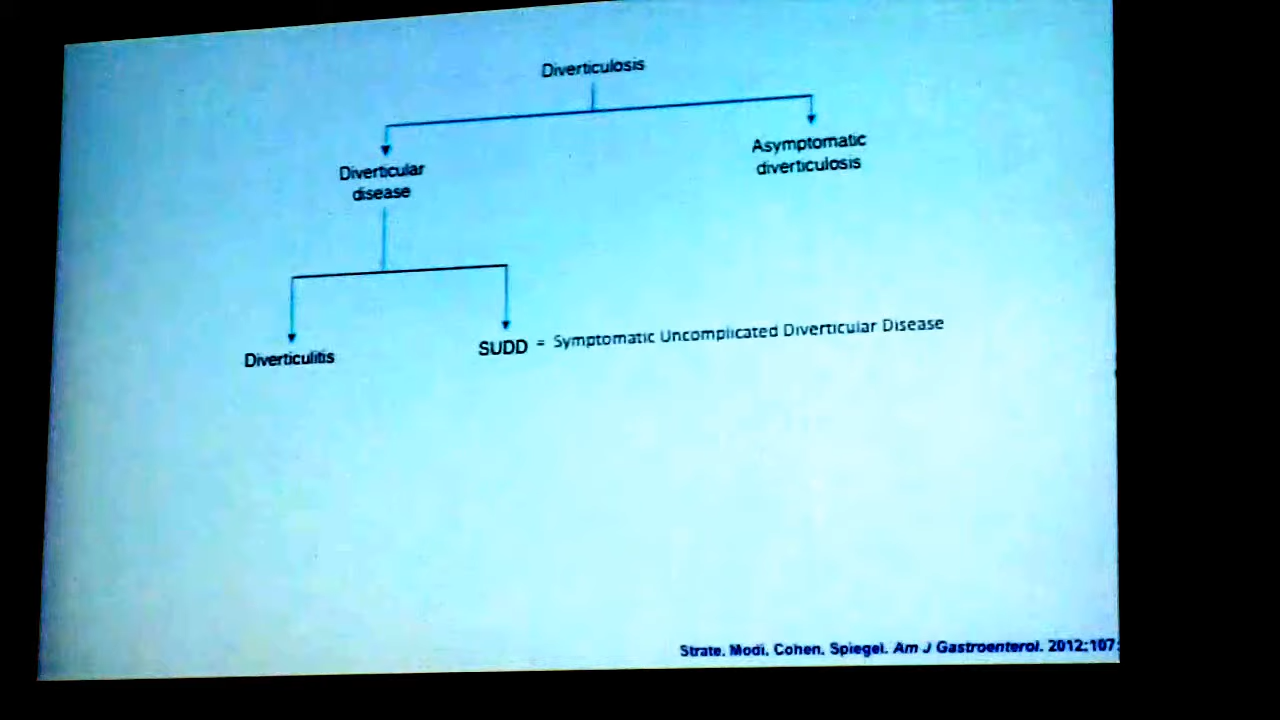 Diverticulosis
Diverticular
disease
Asymptomatic
diverticulosis
Diverticulitis
SUDD = Symptomatic Uncomplicated Diverticular Disease
Strate, Modi, Cohen, Spiegel. Am J Gastroenterol. 2012;107: